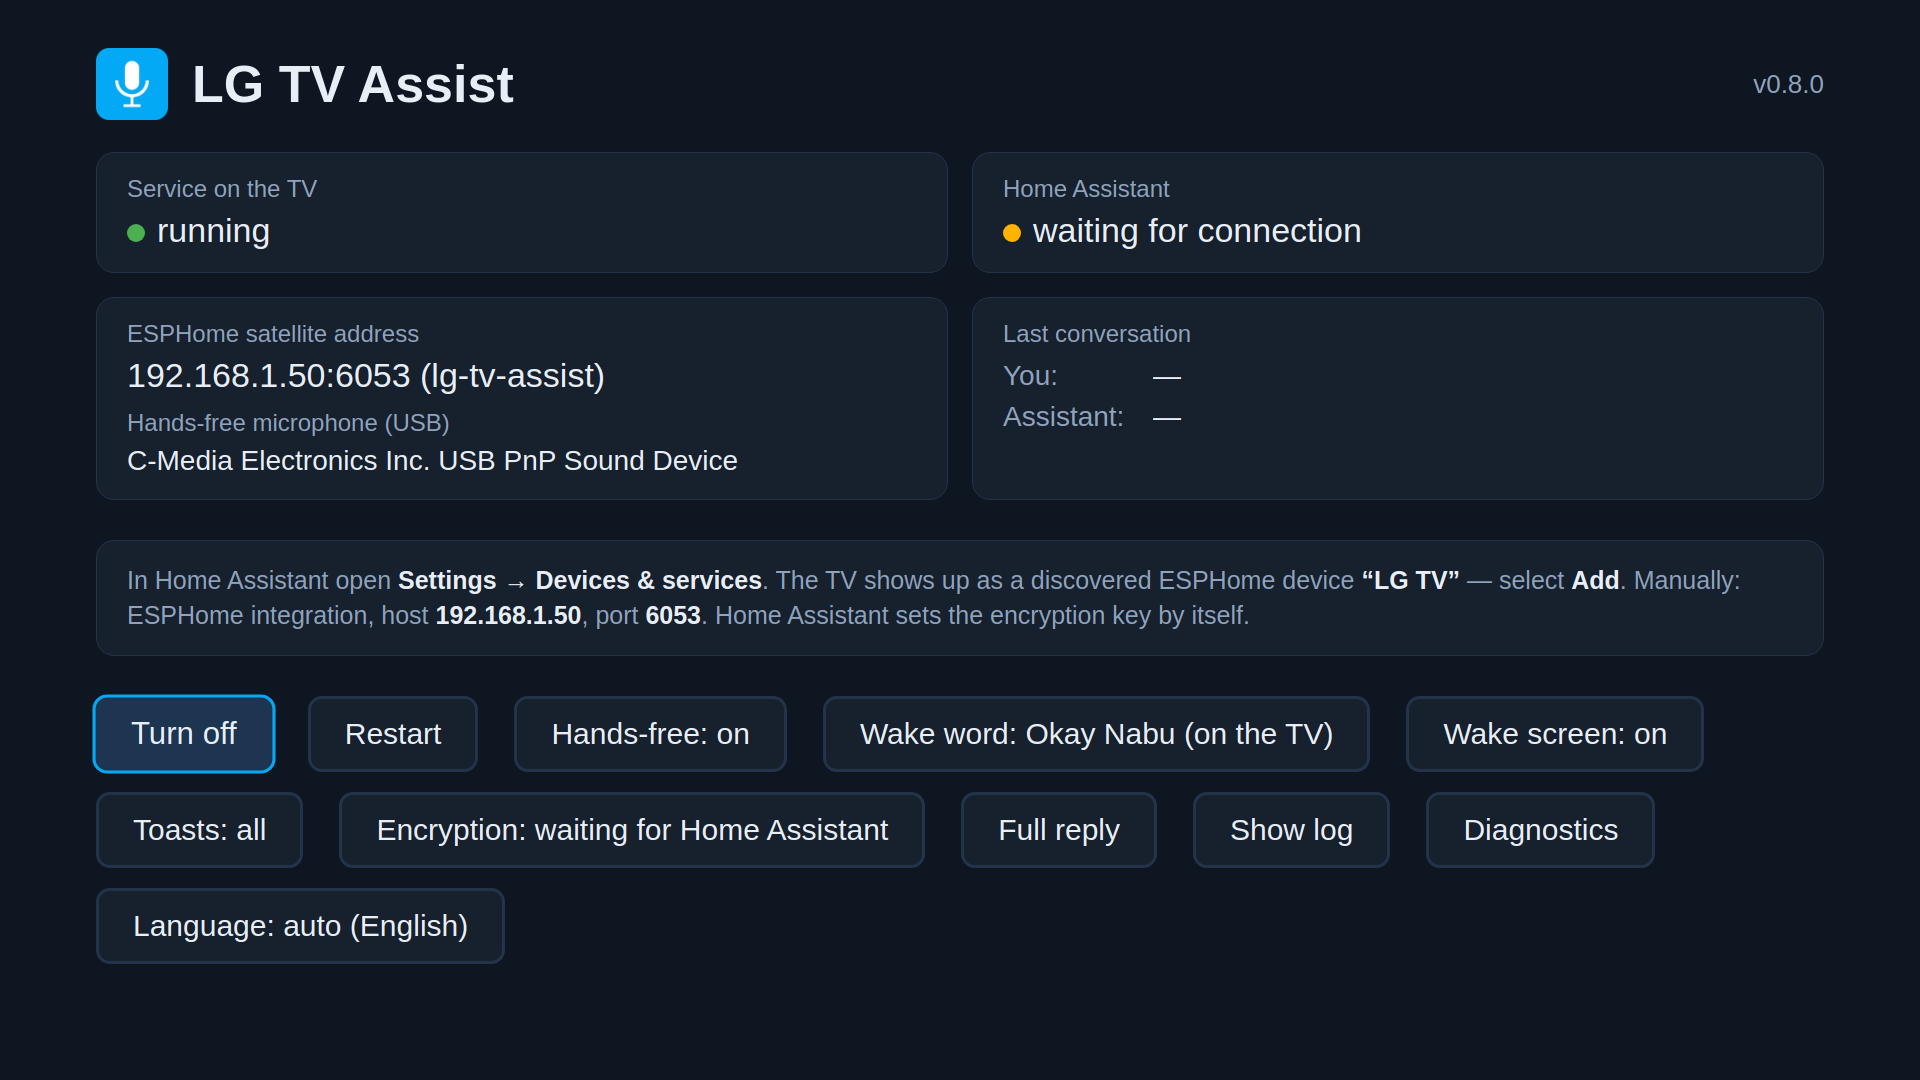 LG TV Assist
v0.8.0
Service on the TV
running
Home Assistant
waiting for connection
ESPHome satellite address
192.168.1.50:6053 (lg-tv-assist)
Hands-free microphone (USB)
C-Media Electronics Inc. USB PnP Sound Device
Last conversation
You: —
Assistant: —
In Home Assistant open Settings → Devices & services. The TV shows up as a discovered ESPHome device “LG TV” — select Add. Manually:
ESPHome integration, host 192.168.1.50, port 6053. Home Assistant sets the encryption key by itself.
Turn off
Restart
Hands-free: on
Wake word: Okay Nabu (on the TV)
Wake screen: on
Toasts: all
Encryption: waiting for Home Assistant
Full reply
Show log
Diagnostics
Language: auto (English)